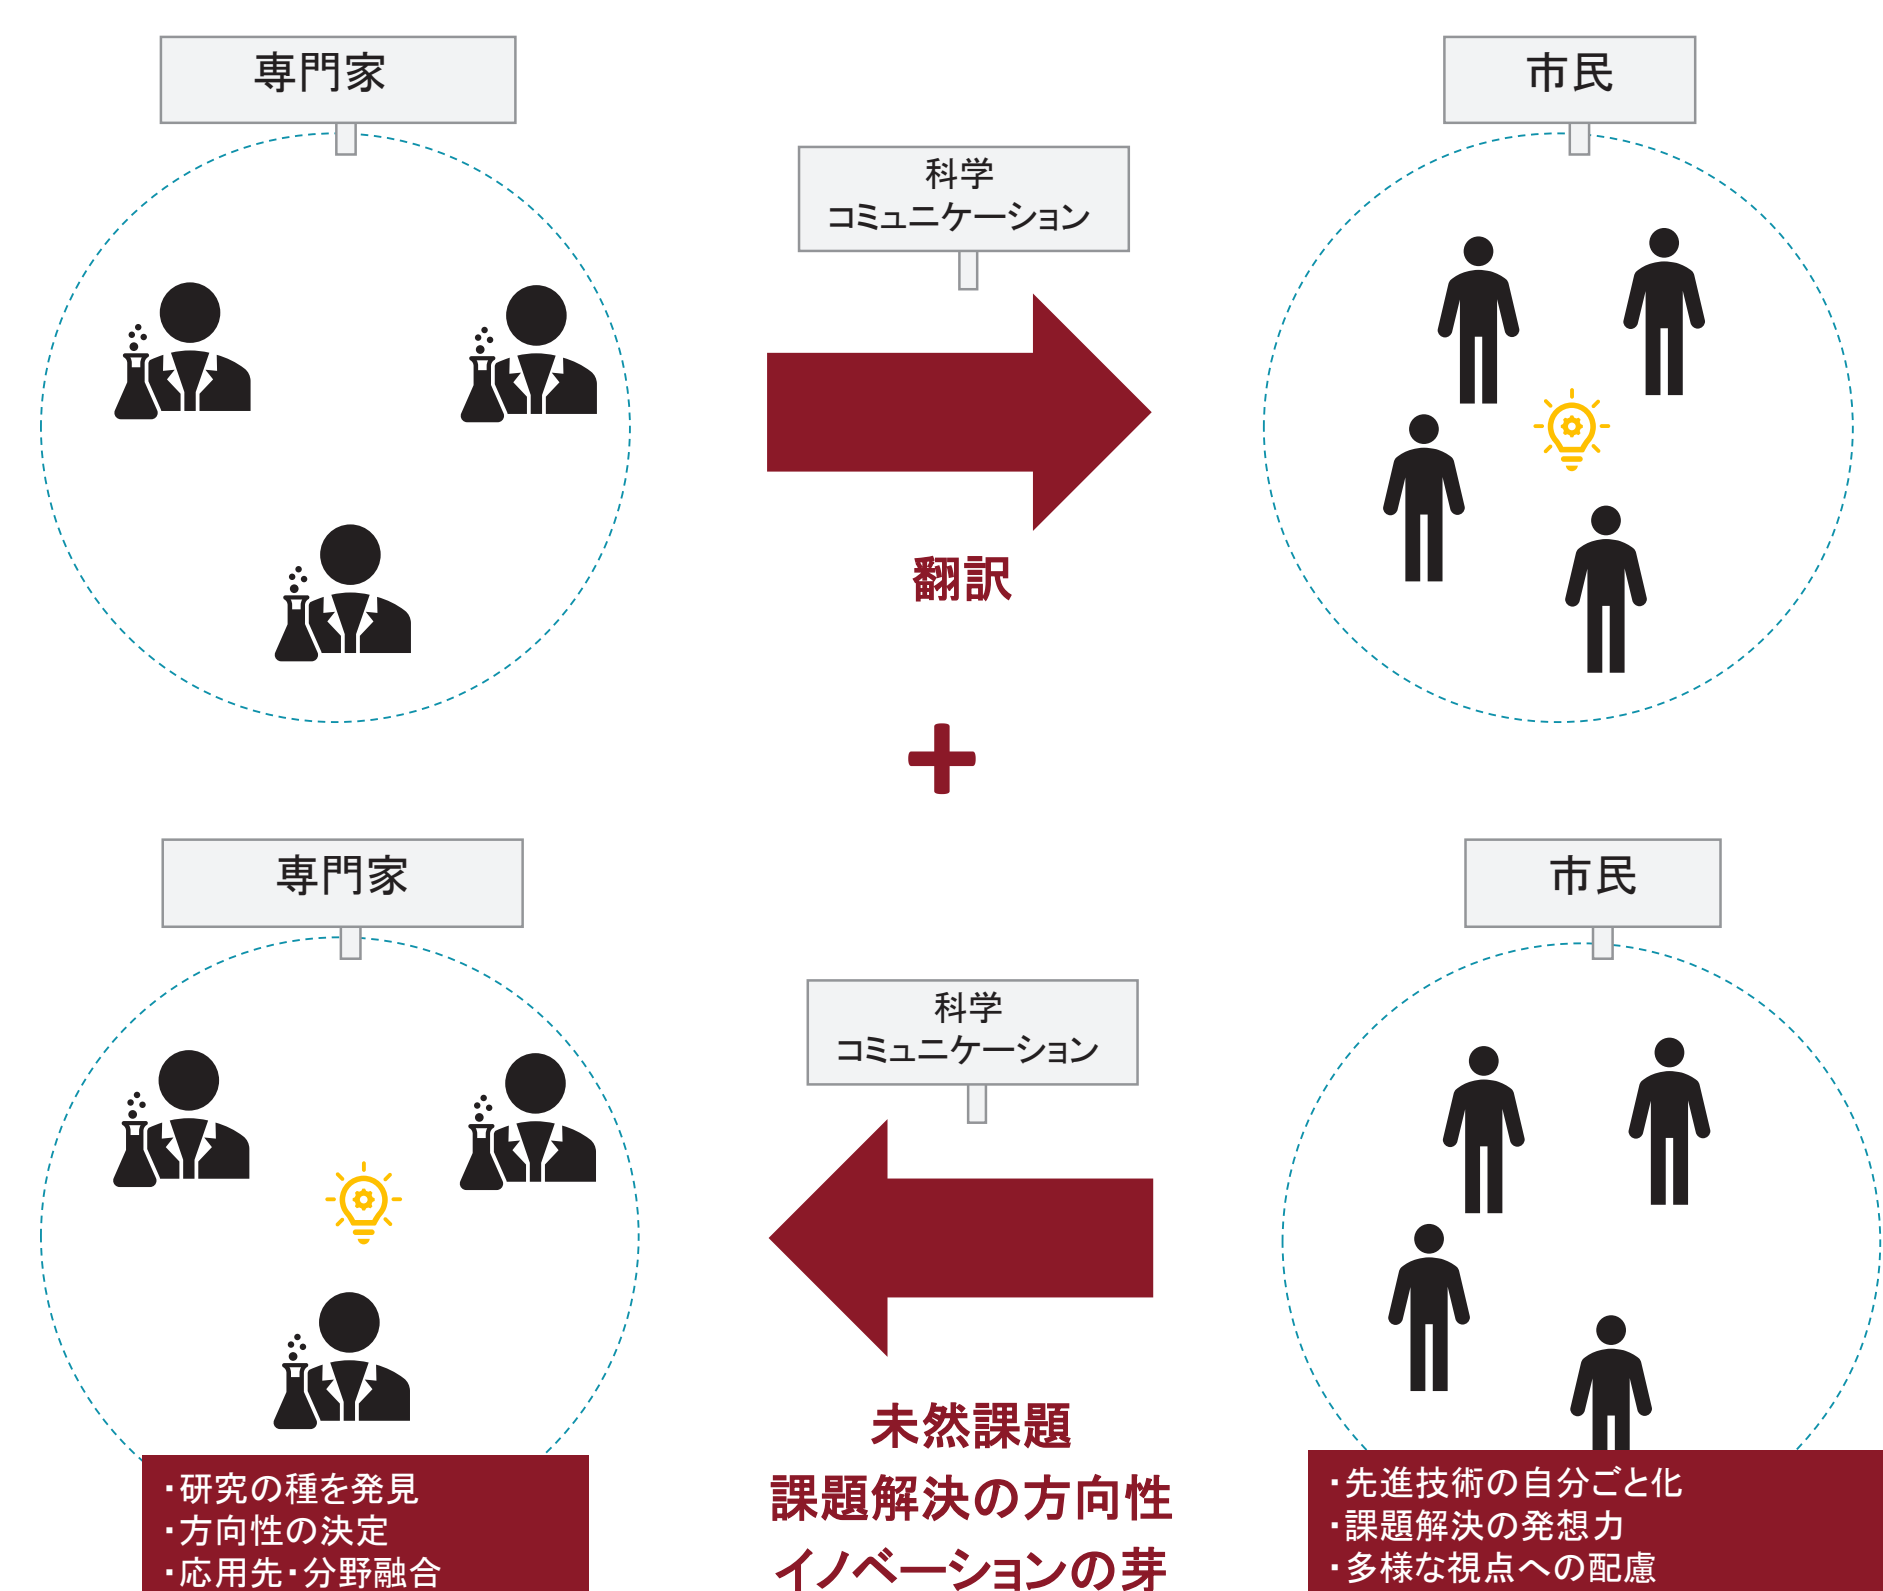 専門家
市民
科学
コミュニケーション
翻訳
+
専門家
市民
科学
コミュニケーション
未然課題
課題解決の方向性
イノベーションの芽
・研究の種を発見
・方向性の決定
・応用先・分野融合
・先進技術の自分ごと化
・課題解決の発想力
・多様な視点への配慮